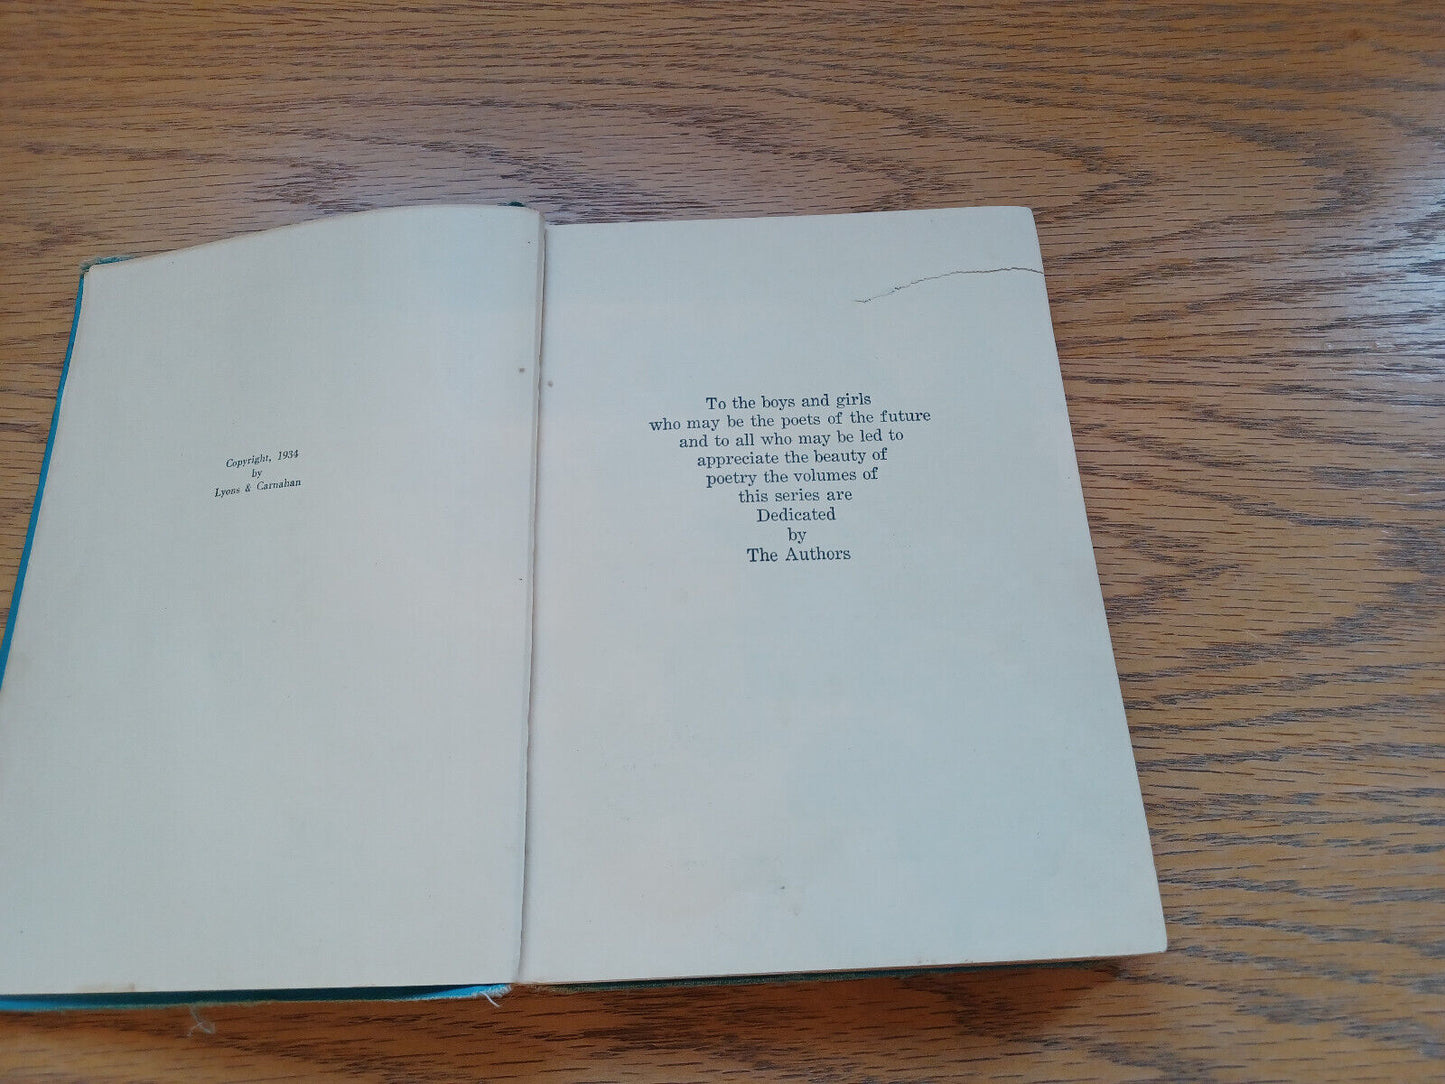 Copyright, 1934
by
Lyons & Carnahan
To the boys and girls
who may be the poets of the future
and to all who may be led to
appreciate the beauty of
poetry the volumes of
this series are
Dedicated
by
The Authors